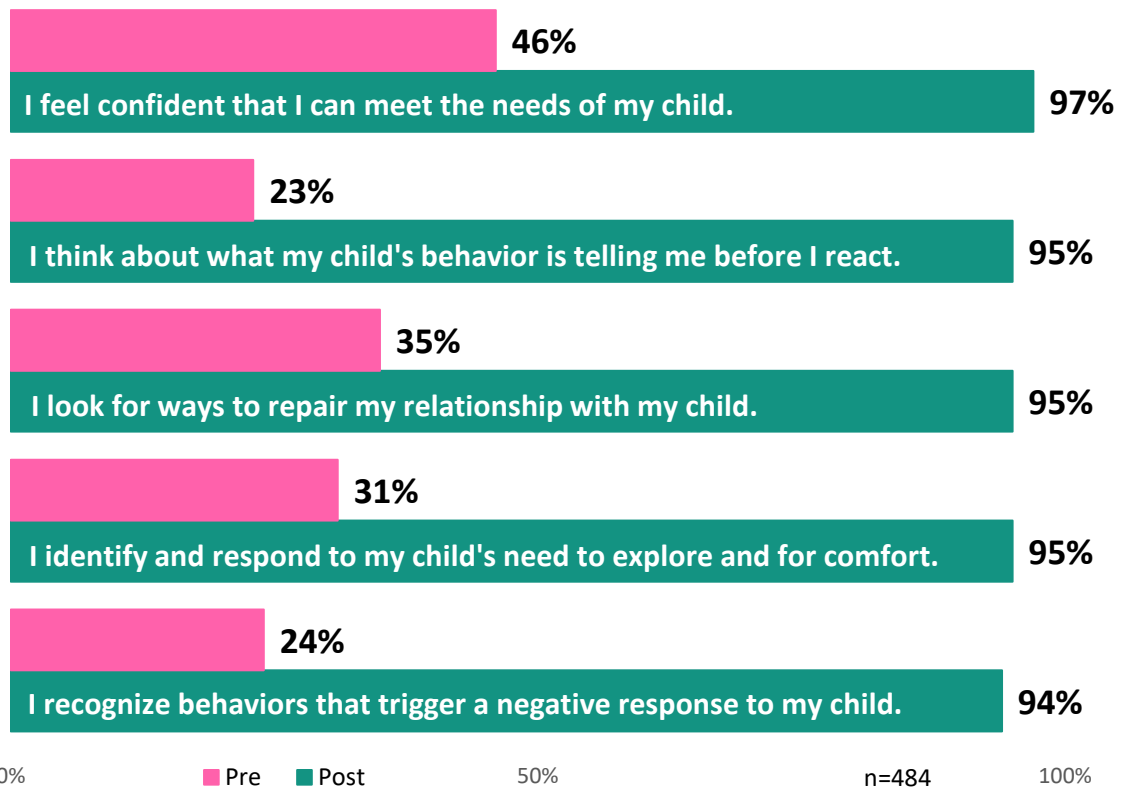 46%
I feel confident that I can meet the needs of my child.
97%
23%
I think about what my child's behavior is telling me before I react.
95%
35%
I look for ways to repair my relationship with my child.
95%
31%
I identify and respond to my child's need to explore and for comfort.
95%
24%
I recognize behaviors that trigger a negative response to my child.
94%
0% Pre Post 50% n=484 100%